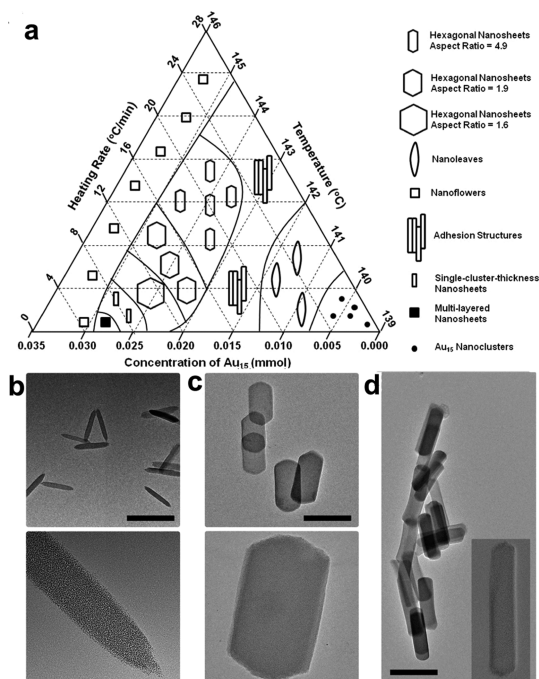 a
28
146
24
145
20
144
16
143
12
142
8
141
4
140
0
139
Heating Rate (°C/min)
Temperature (°C)
0.035
0.030
0.025
0.020
0.015
0.010
0.005
0.000
Concentration of Au15 (mmol)
Hexagonal Nanosheets
Aspect Ratio = 4.9
Hexagonal Nanosheets
Aspect Ratio = 1.9
Hexagonal Nanosheets
Aspect Ratio = 1.6
Nanoleaves
Nanoflowers
Adhesion Structures
Single-cluster-thickness
Nanosheets
Multi-layered
Nanosheets
Au15 Nanoclusters
b
c
d